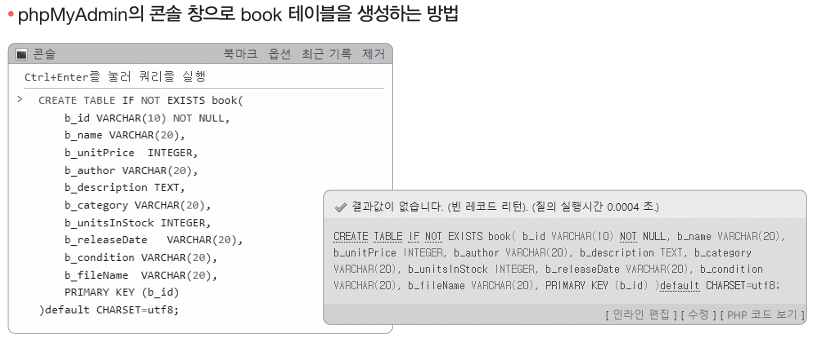 • phpMyAdmin의 콘솔 창으로 book 테이블을 생성하는 방법
콘솔 북마크 옵션 최근 기록 제거
Ctrl+Enter를 눌러 쿼리를 실행
> CREATE TABLE IF NOT EXISTS book(
b_id VARCHAR(10) NOT NULL,
b_name VARCHAR(20),
b_unitPrice  INTEGER,
b_author VARCHAR(20),
b_description TEXT,
b_category VARCHAR(20),
b_unitsInStock INTEGER,
b_releaseDate   VARCHAR(20),
b_condition VARCHAR(20),
b_fileName  VARCHAR(20),
PRIMARY KEY (b_id)
)default CHARSET=utf8;
결과값이 없습니다. (빈 레코드 리턴). (질의 실행시간 0.0004 초.)
CREATE TABLE IF NOT EXISTS book( b_id VARCHAR(10) NOT NULL, b_name VARCHAR(20),
b_unitPrice INTEGER, b_author VARCHAR(20), b_description TEXT, b_category
VARCHAR(20), b_unitsInStock INTEGER, b_releaseDate VARCHAR(20), b_condition
VARCHAR(20), b_fileName VARCHAR(20), PRIMARY KEY (b_id) )default CHARSET=utf8;
[ 인라인 편집 ] [ 수정 ] [ PHP 코드 보기 ]